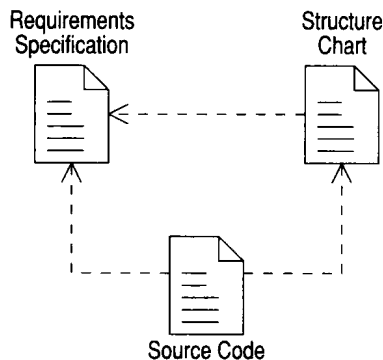 Requirements
Specification
Structure
Chart
Source Code